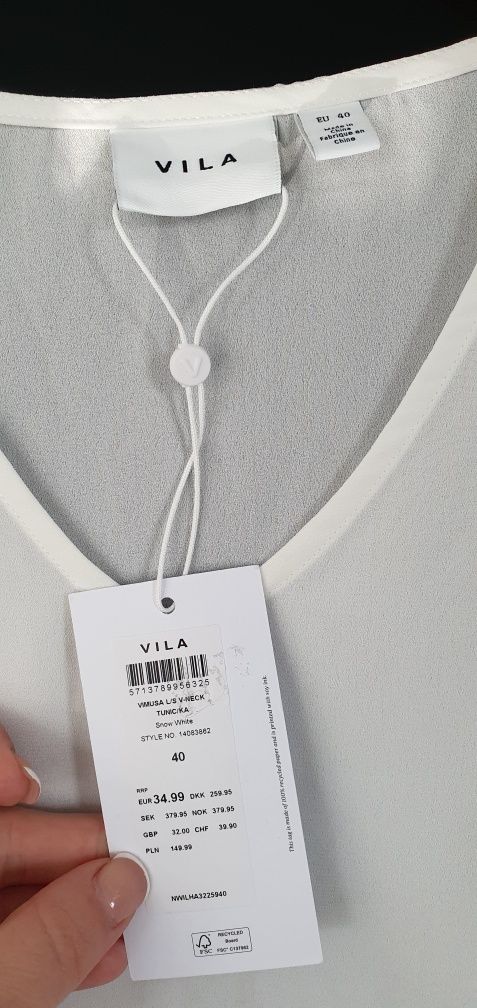 VILA
EU 40
Made in
China
Fabriqué en
Chine
V
VILA
5713789956325
VIMUSA L/S V-NECK
TUNIC/KA
Snow White
STYLE NO. 14083862
40
RRP
EUR 34.99 DKK 259.95
SEK 379.95 NOK 379.95
GBP 32.00 CHF 39.90
PLN 149.99
NWILHA3225940
FSC
RECYCLED
Board
FSC® C137862
This tag is made of 100% recycled paper and is printed with soy ink.